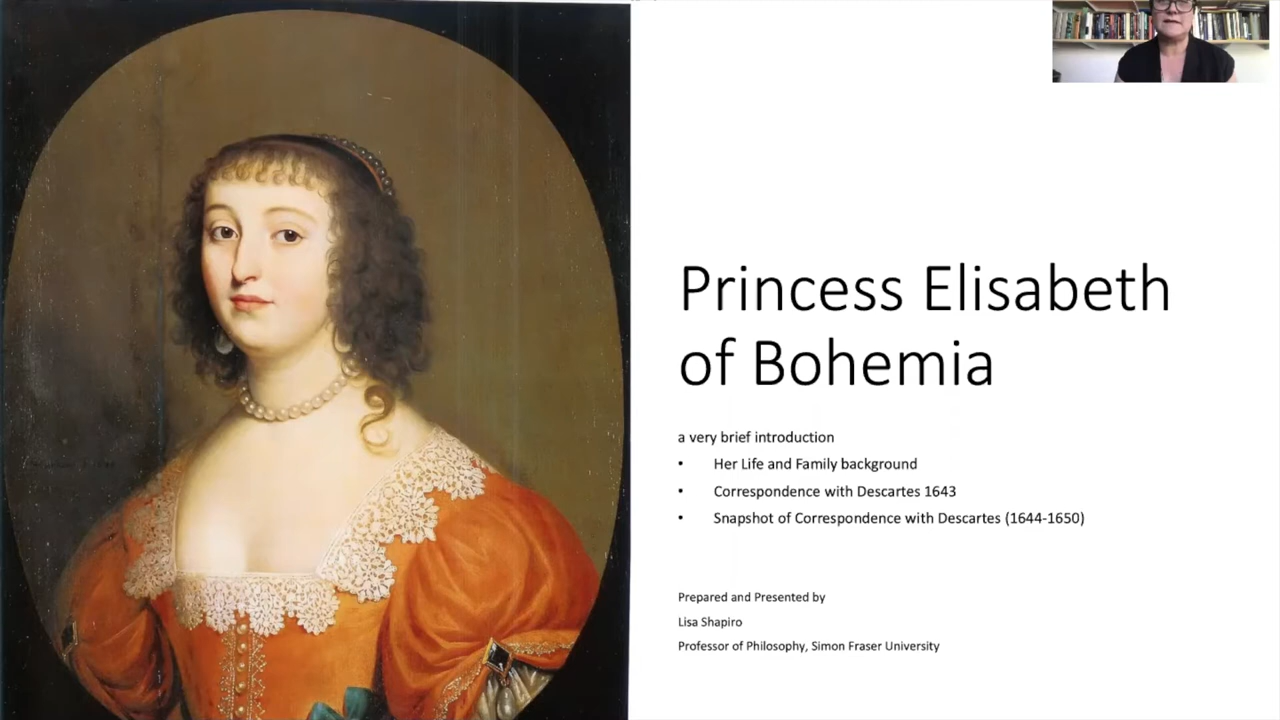 Princess Elisabeth
of Bohemia
a very brief introduction
• Her Life and Family background
• Correspondence with Descartes 1643
• Snapshot of Correspondence with Descartes (1644-1650)
Prepared and Presented by
Lisa Shapiro
Professor of Philosophy, Simon Fraser University